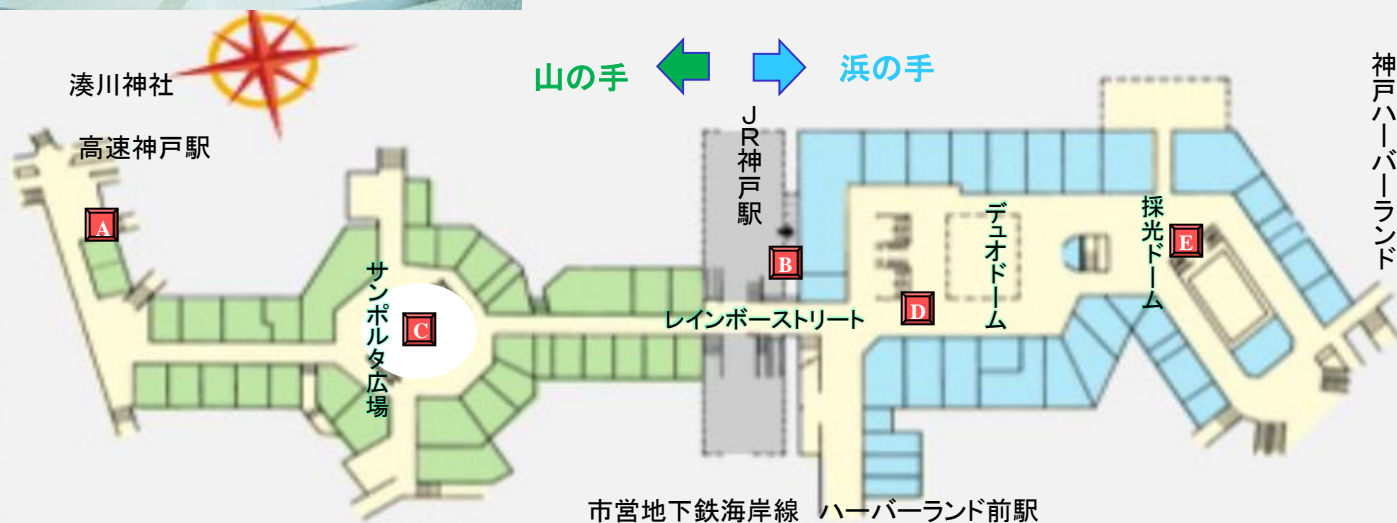 山の手
浜の手
湊川神社
高速神戸駅
JR神戸駅
神戸ハーバーランド
サンポルタ広場
レインボーストリート
デュオドーム
採光ドーム
A
B
C
D
E
市営地下鉄海岸線 ハーバーランド前駅